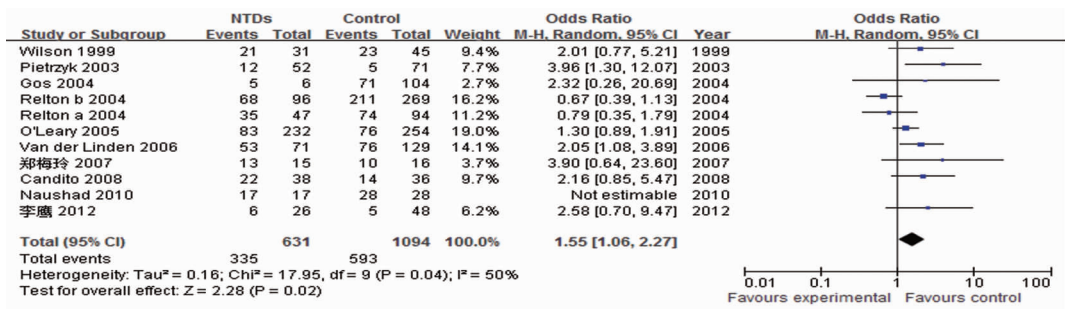 NTDs Control Odds Ratio Odds Ratio
Study or Subgroup Events Total Events Total Weight M-H, Random, 95% CI Year M-H, Random, 95% CI
Wilson 1999 21 31 23 45 9.4% 2.01 [0.77, 5.21] 1999
Pietrzyk 2003 12 52 5 71 7.7% 3.96 [1.30, 12.07] 2003
Gos 2004 5 6 71 104 2.7% 2.32 [0.26, 20.69] 2004
Relton b 2004 68 96 211 269 16.2% 0.67 [0.39, 1.13] 2004
Relton a 2004 35 47 74 94 11.2% 0.79 [0.35, 1.79] 2004
O'Leary 2005 83 232 76 254 19.0% 1.30 [0.89, 1.91] 2005
Van der Linden 2006 53 71 76 129 14.1% 2.05 [1.08, 3.89] 2006
郑梅玲 2007 13 15 10 16 3.7% 3.90 [0.64, 23.60] 2007
Candito 2008 22 38 14 36 9.7% 2.16 [0.85, 5.47] 2008
Naushad 2010 17 17 28 28 Not estimable 2010
李鹰 2012 6 26 5 48 6.2% 2.58 [0.70, 9.47] 2012
Total (95% CI) 631 1094 100.0% 1.55 [1.06, 2.27]
Total events 335 593
Heterogeneity: Tau² = 0.16; Chi² = 17.95, df = 9 (P = 0.04); I² = 50%
Test for overall effect: Z = 2.28 (P = 0.02)
0.01 0.1 1 10 100
Favours experimental Favours control